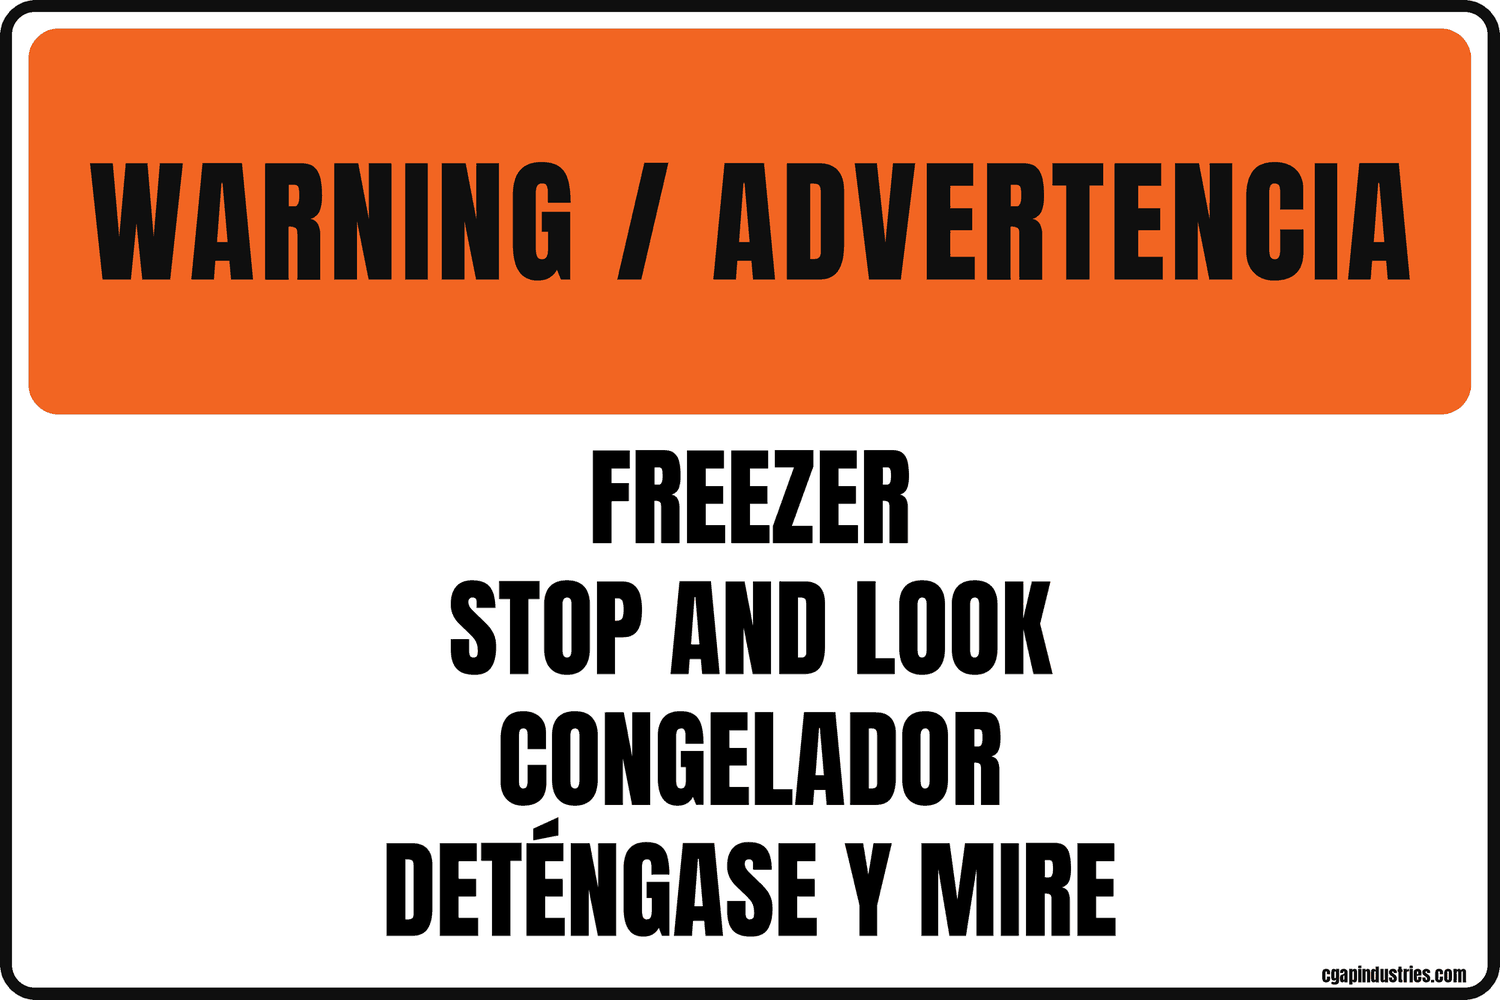 WARNING / ADVERTENCIA
FREEZER
STOP AND LOOK
CONGELADOR
DETÉNGASE Y MIRE
cgapindustries.com